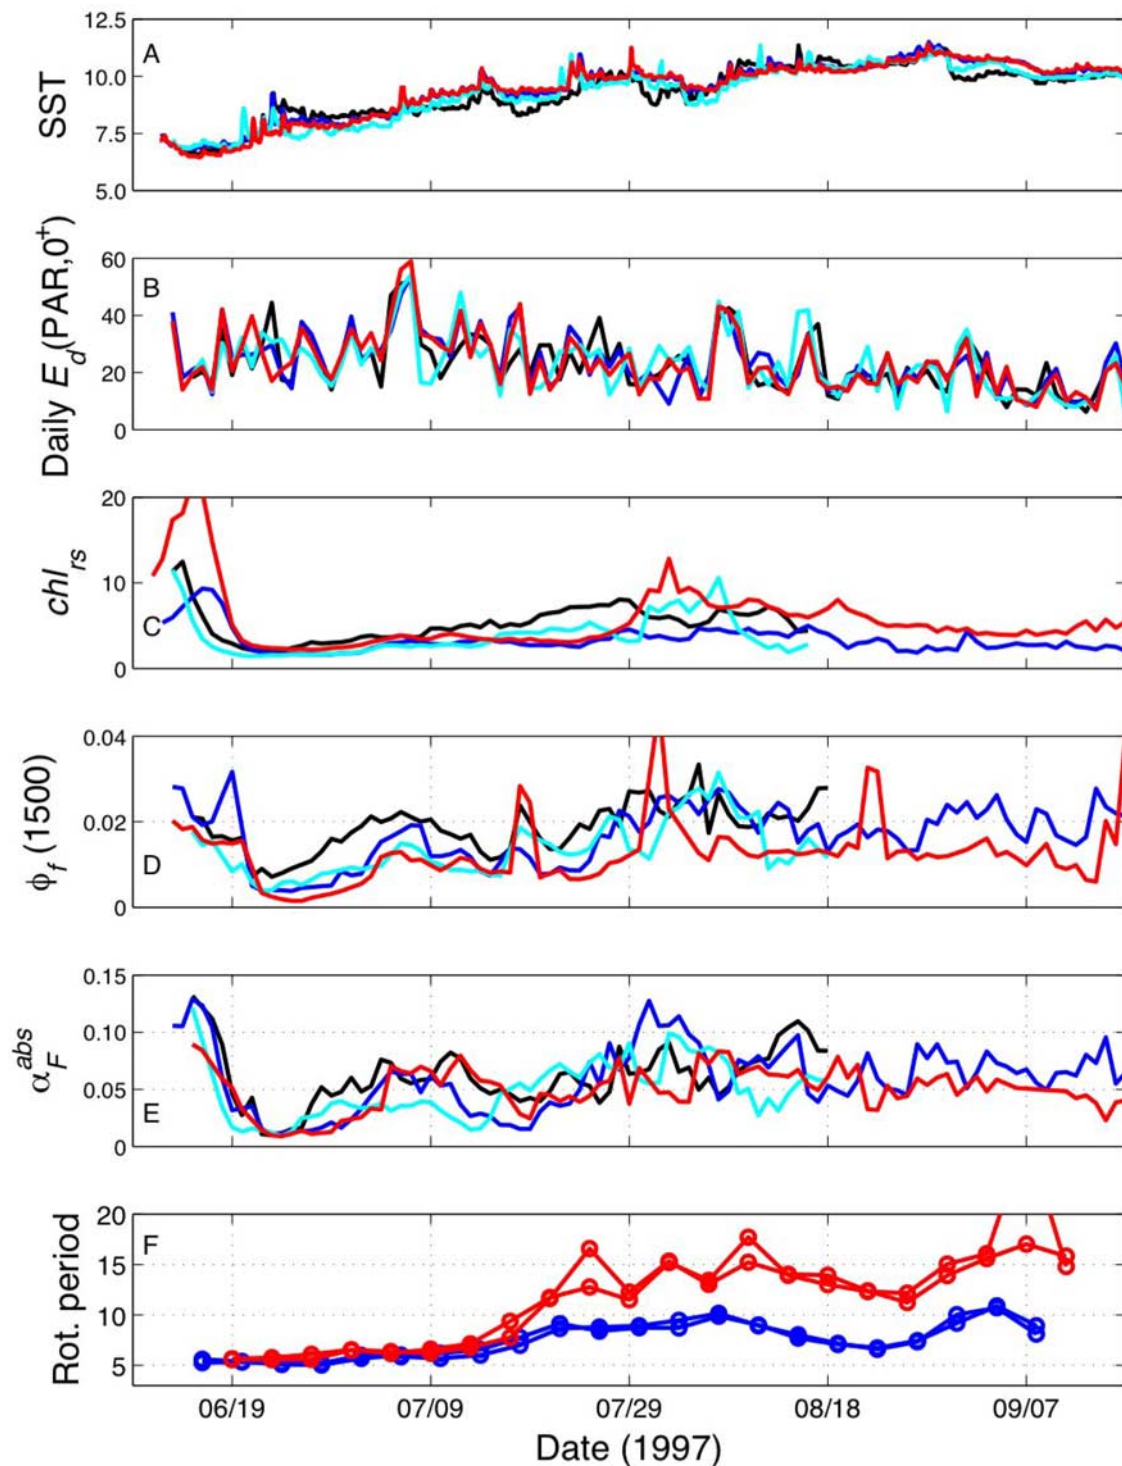 12.5
A
10.0
SST
7.5
5.0
60
B
40
Daily E_d(PAR,0⁺)
20
0
20
10
chl_rs
C
0
0.04
0.02
ϕ_f (1500)
D
0
0.15
0.10
α_F^abs
0.05
E
0
20
F
15
Rot. period
10
5
06/19 07/09 07/29 08/18 09/07
Date (1997)